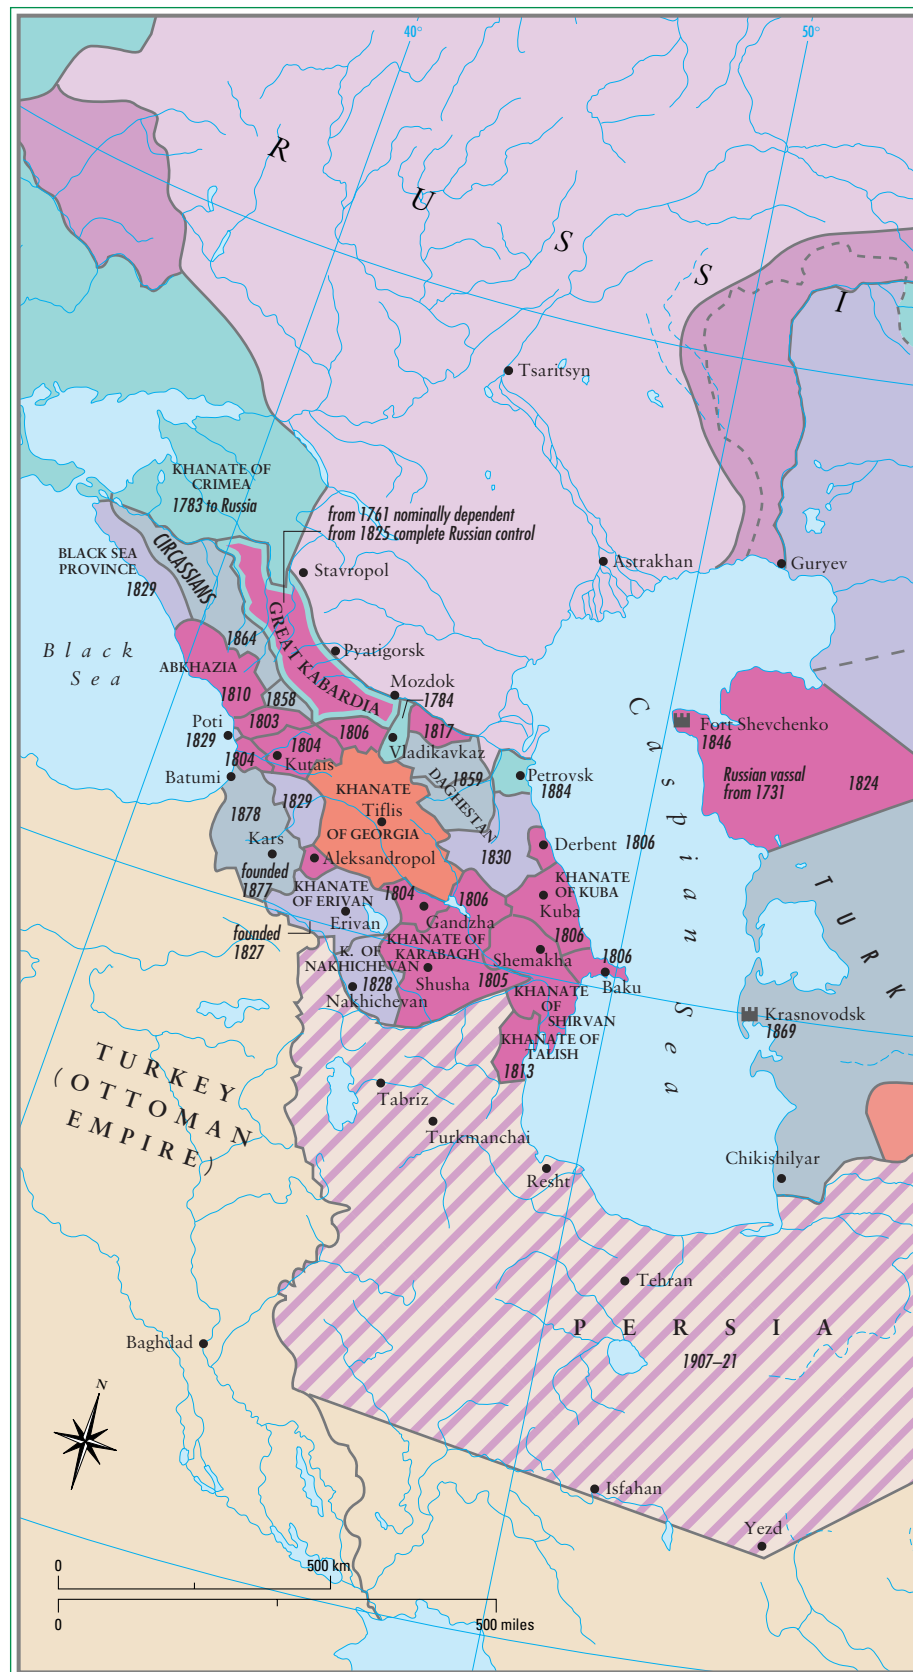 40°
50°
RUSSI
Tsaritsyn
KHANATE OF
CRIMEA
1783 to Russia
from 1761 nominally dependent
from 1825 complete Russian control
Astrakhan
Guryev
Stavropol
BLACK SEA
PROVINCE
1829
CIRCASSIANS
1864
GREAT KABARDIA
Black
Sea
Pyatigorsk
ABKHAZIA
1810
1858
Mozdok
1784
1817
Poti
1829
1803
1806
1804
1804
Kutais
Vladikavkaz
Batumi
Caspian Sea
Fort Shevchenko
1846
Russian vassal
from 1731
1824
DAGHESTAN
1859
Petrovsk
1884
1878
1829
KHANATE
Tiflis
OF GEORGIA
Kars
founded
1877
Aleksandropol
1830
Derbent 1806
KHANATE
OF KUBA
Kuba
KHANATE
OF ERIVAN
Erivan
1804
1806
Gandzha
founded
1827
K. OF
NAKHICHEVAN
1828
Nakhichevan
KHANATE OF
KARABAGH
Shusha
1805
Shemakha
1806
1806
Baku
KHANATE
OF
SHIRVAN
KHANATE OF
TALISH
1813
TURK
Krasnovodsk
1869
TURKEY
(OTTOMAN
EMPIRE)
Tabriz
Turkmanchai
Resht
Chikishilyar
Tehran
PERSIA
1907–21
Baghdad
N
Isfahan
Yezd
0
500 km
0
500 miles